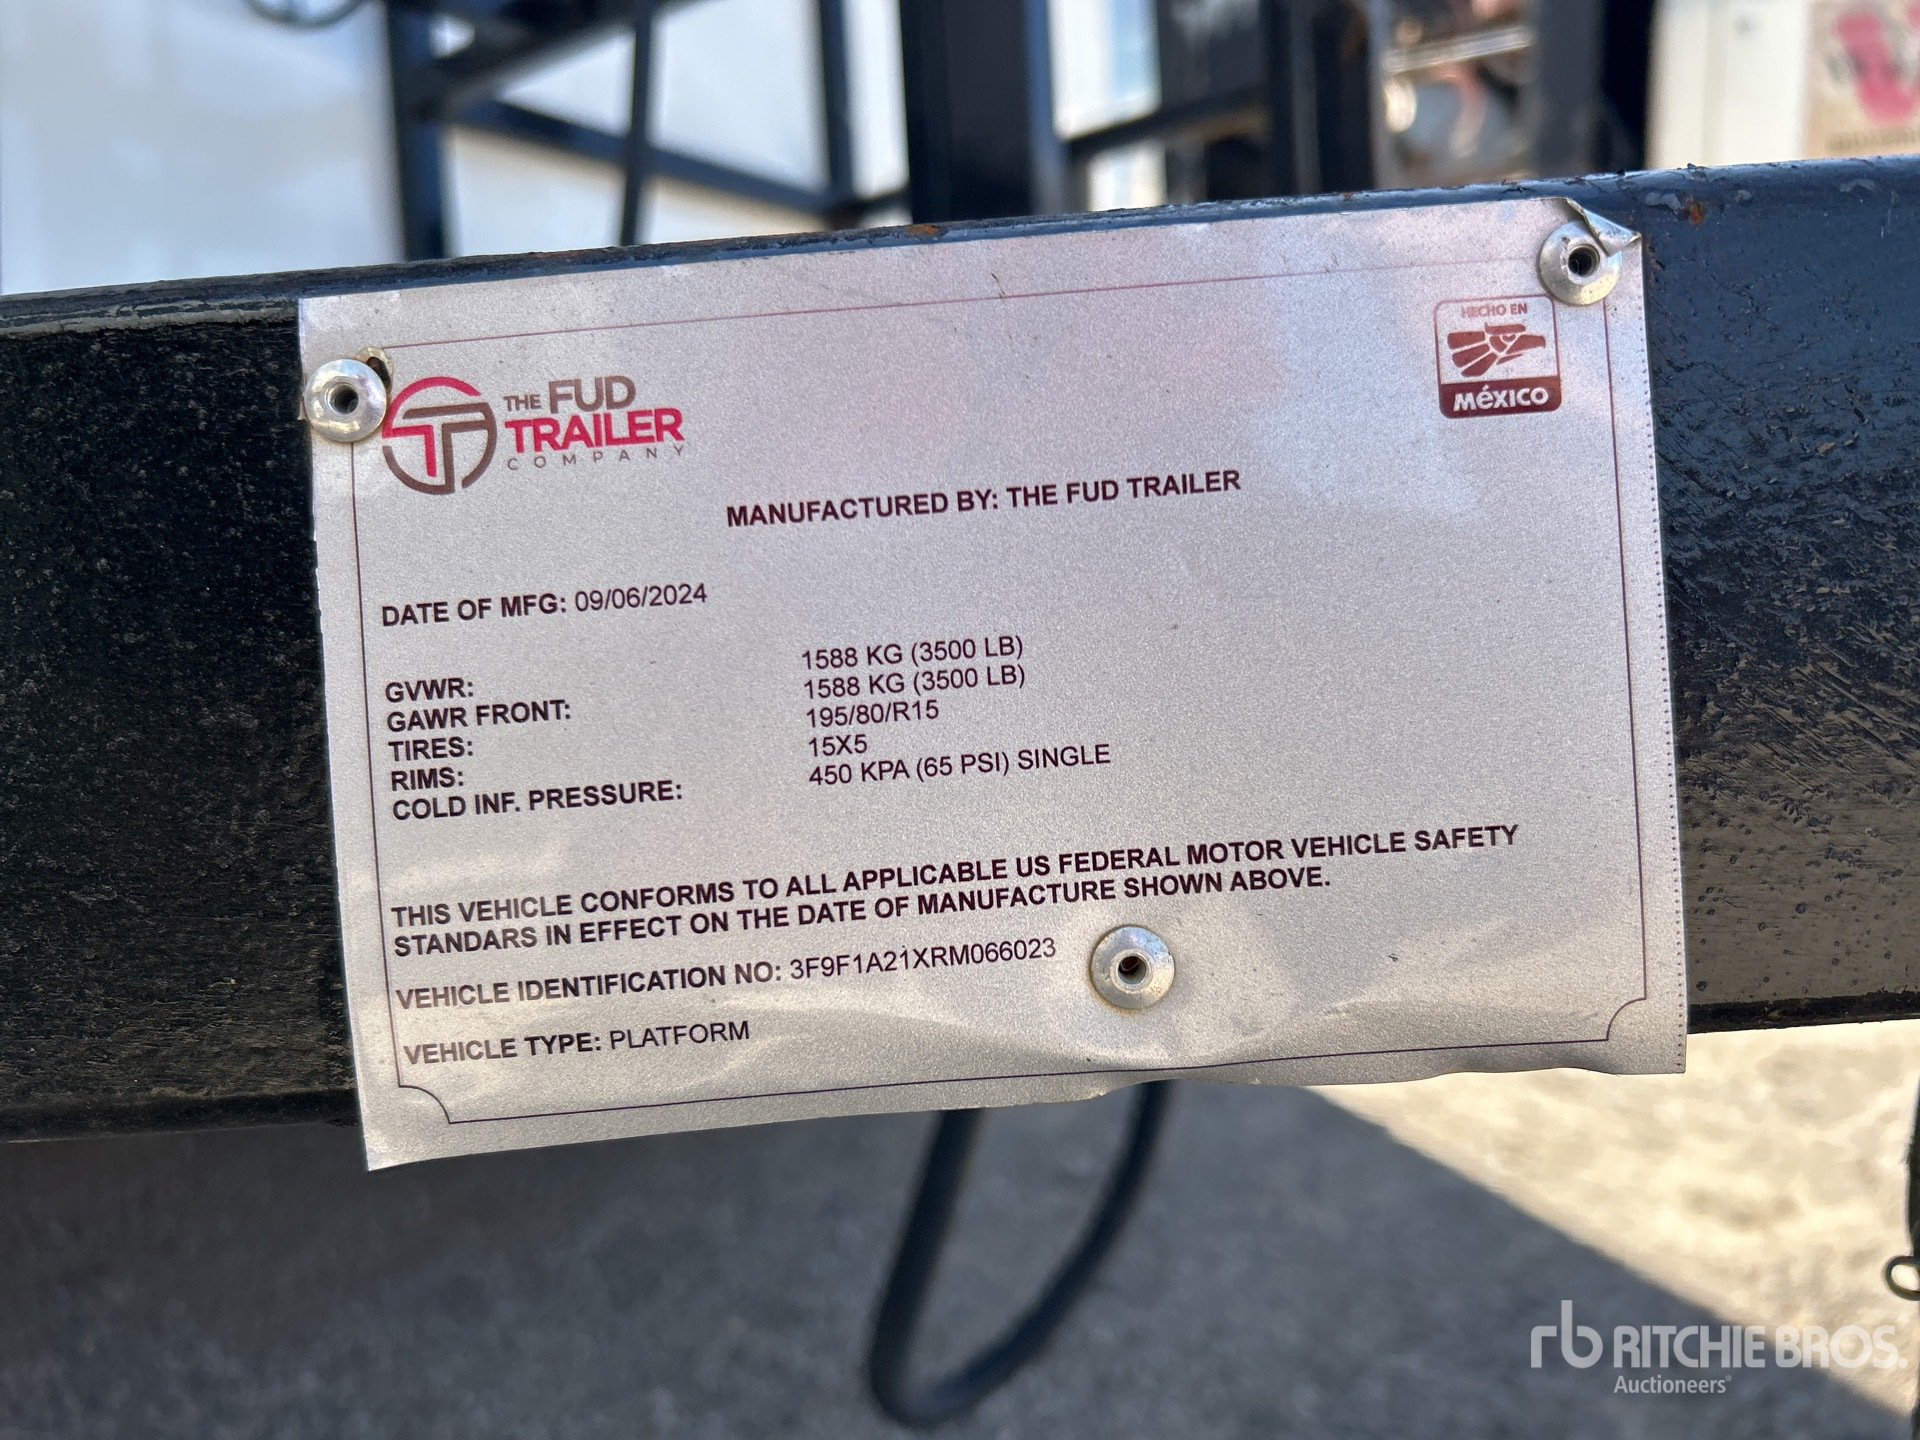 THE FUD
TRAILER
COMPANY
HECHO EN
MéXICO
MANUFACTURED BY: THE FUD TRAILER
DATE OF MFG: 09/06/2024
GVWR: 1588 KG (3500 LB)
GAWR FRONT: 1588 KG (3500 LB)
TIRES: 195/80/R15
RIMS: 15X5
COLD INF. PRESSURE: 450 KPA (65 PSI) SINGLE
THIS VEHICLE CONFORMS TO ALL APPLICABLE US FEDERAL MOTOR VEHICLE SAFETY
STANDARS IN EFFECT ON THE DATE OF MANUFACTURE SHOWN ABOVE.
VEHICLE IDENTIFICATION NO: 3F9F1A21XRM066023
VEHICLE TYPE: PLATFORM
rb RITCHIE BROS.
Auctioneers